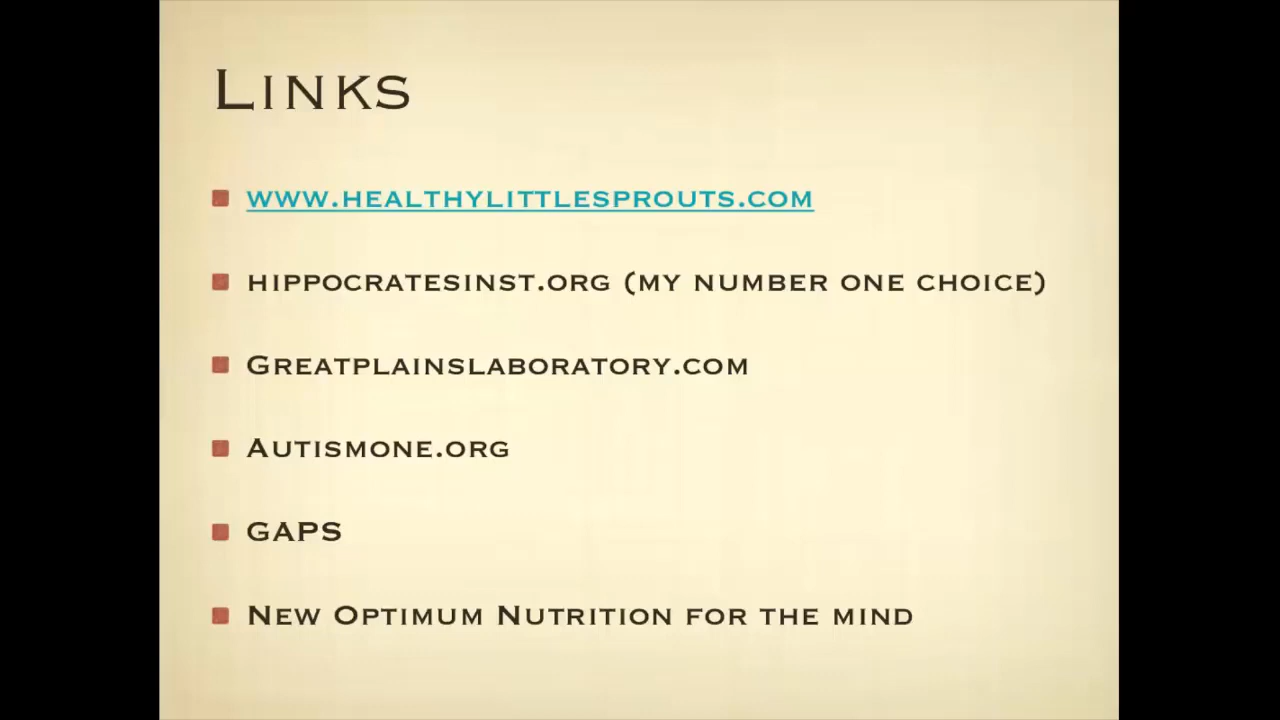 Links
www.healthylittlesprouts.com
hippocratesinst.org (my number one choice)
Greatplainslaboratory.com
Autismone.org
GAPS
New Optimum Nutrition for the mind